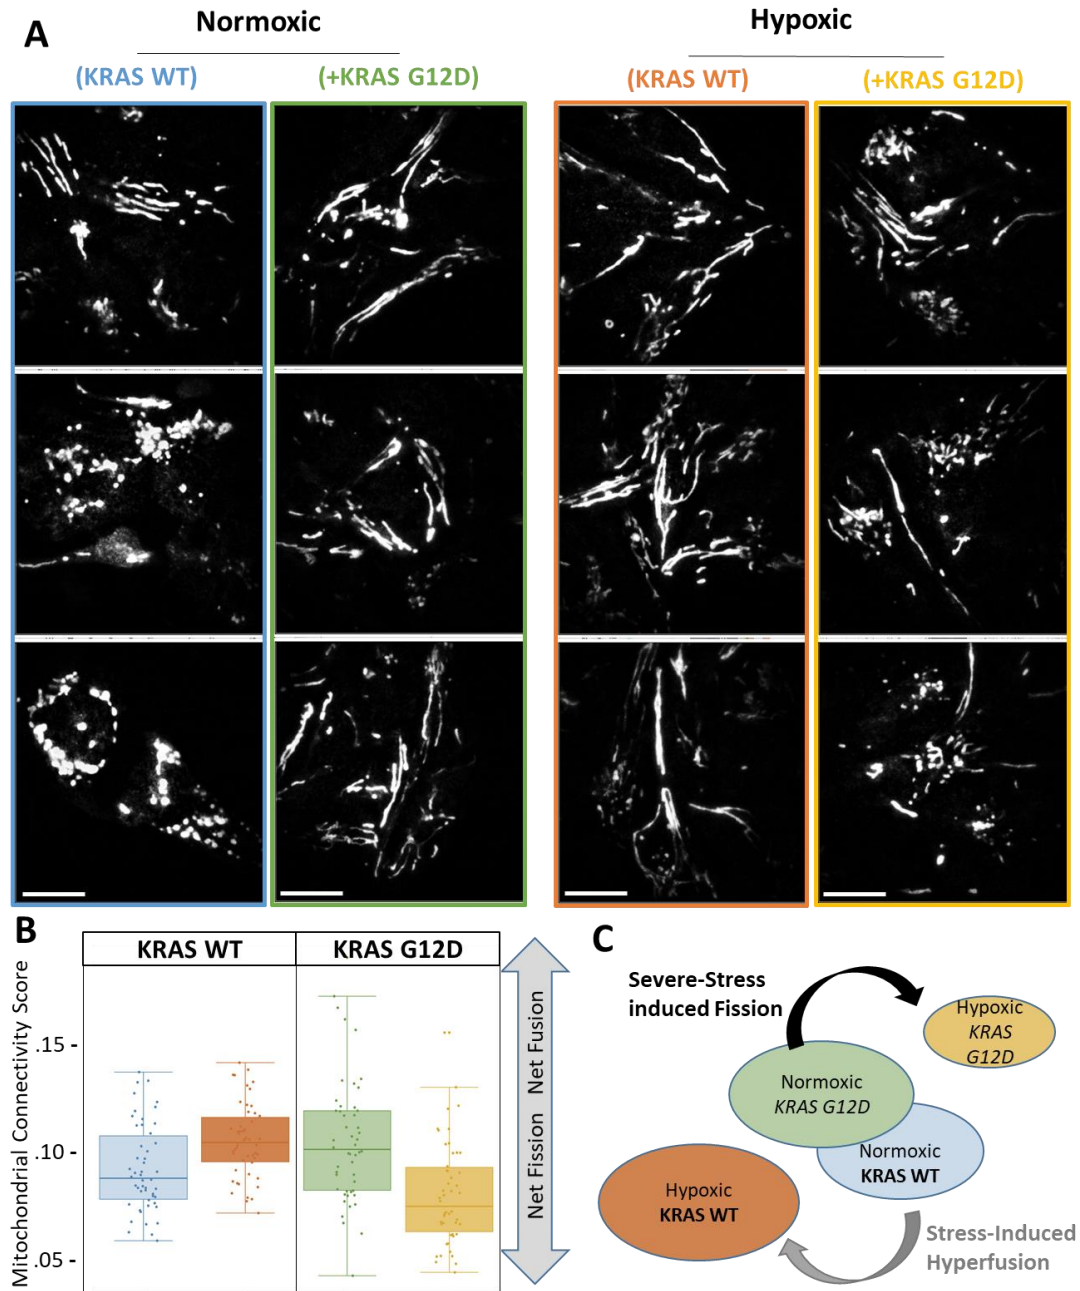 A
Normoxic
Hypoxic
(KRAS WT)
(+KRAS G12D)
(KRAS WT)
(+KRAS G12D)
B
KRAS WT
KRAS G12D
Mitochondrial Connectivity Score
.15 -
.10 -
.05 -
Net Fission Net Fusion
C
Severe-Stress
induced Fission
Hypoxic
KRAS
G12D
Normoxic
KRAS G12D
Normoxic
KRAS WT
Hypoxic
KRAS WT
Stress-Induced
Hyperfusion